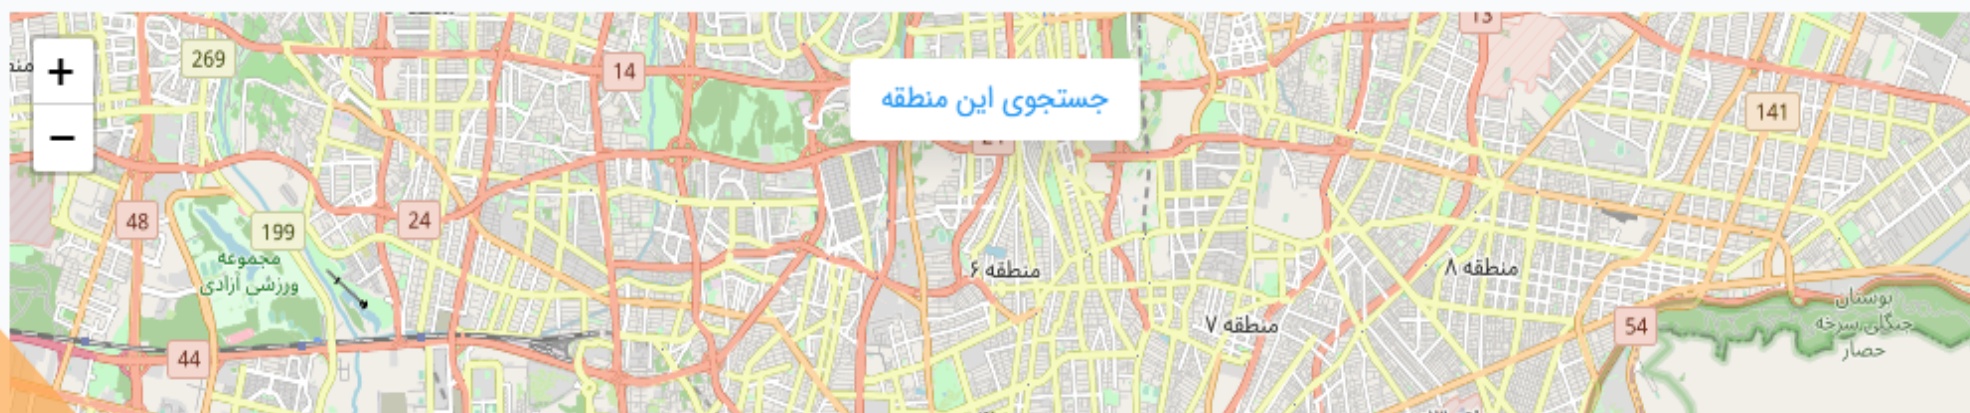 13
269
+
14
جستجوی این منطقه
141
−
21
48
24
199
مجموعه
ورزشی آزادی
منطقه ۶
منطقه ۸
بوستان
جنگلی سرخه
حصار
منطقه ۷
54
44